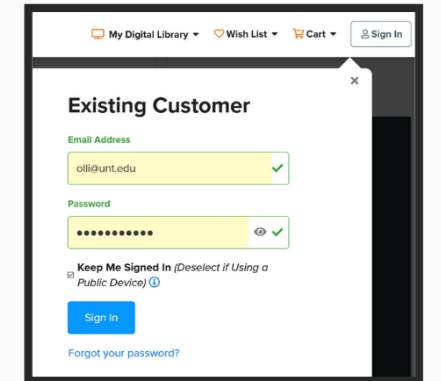 My Digital Library Wish List Cart Sign In
Existing Customer
Email Address
olli@unt.edu
Password
•••••••••••
Keep Me Signed In (Deselect if Using a
Public Device)
Sign In
Forgot your password?